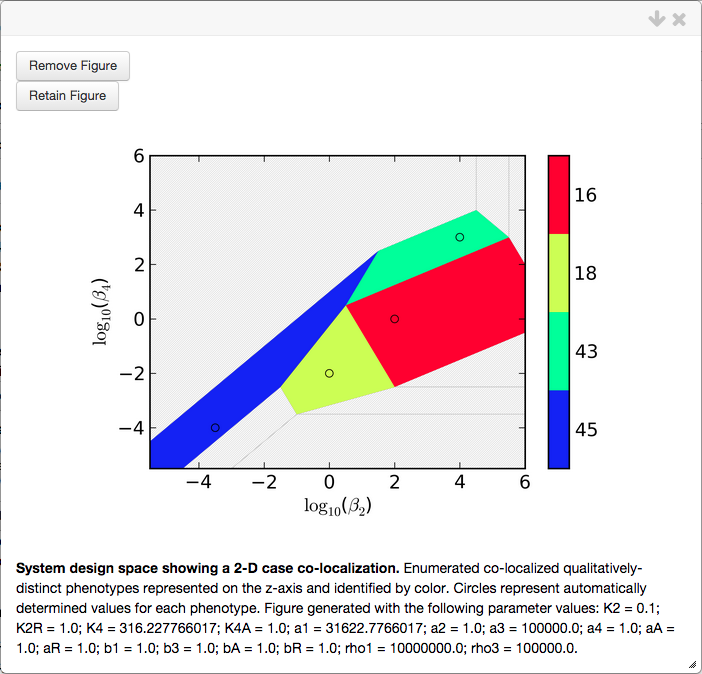 Remove Figure
Retain Figure
6
4
2
0
−2
−4
log10(β4)
−4
−2
0
2
4
6
log10(β2)
16
18
43
45
System design space showing a 2-D case co-localization. Enumerated co-localized qualitatively-
distinct phenotypes represented on the z-axis and identified by color. Circles represent automatically
determined values for each phenotype. Figure generated with the following parameter values: K2 = 0.1;
K2R = 1.0; K4 = 316.227766017; K4A = 1.0; a1 = 31622.7766017; a2 = 1.0; a3 = 100000.0; a4 = 1.0; aA =
1.0; aR = 1.0; b1 = 1.0; b3 = 1.0; bA = 1.0; bR = 1.0; rho1 = 10000000.0; rho3 = 100000.0.